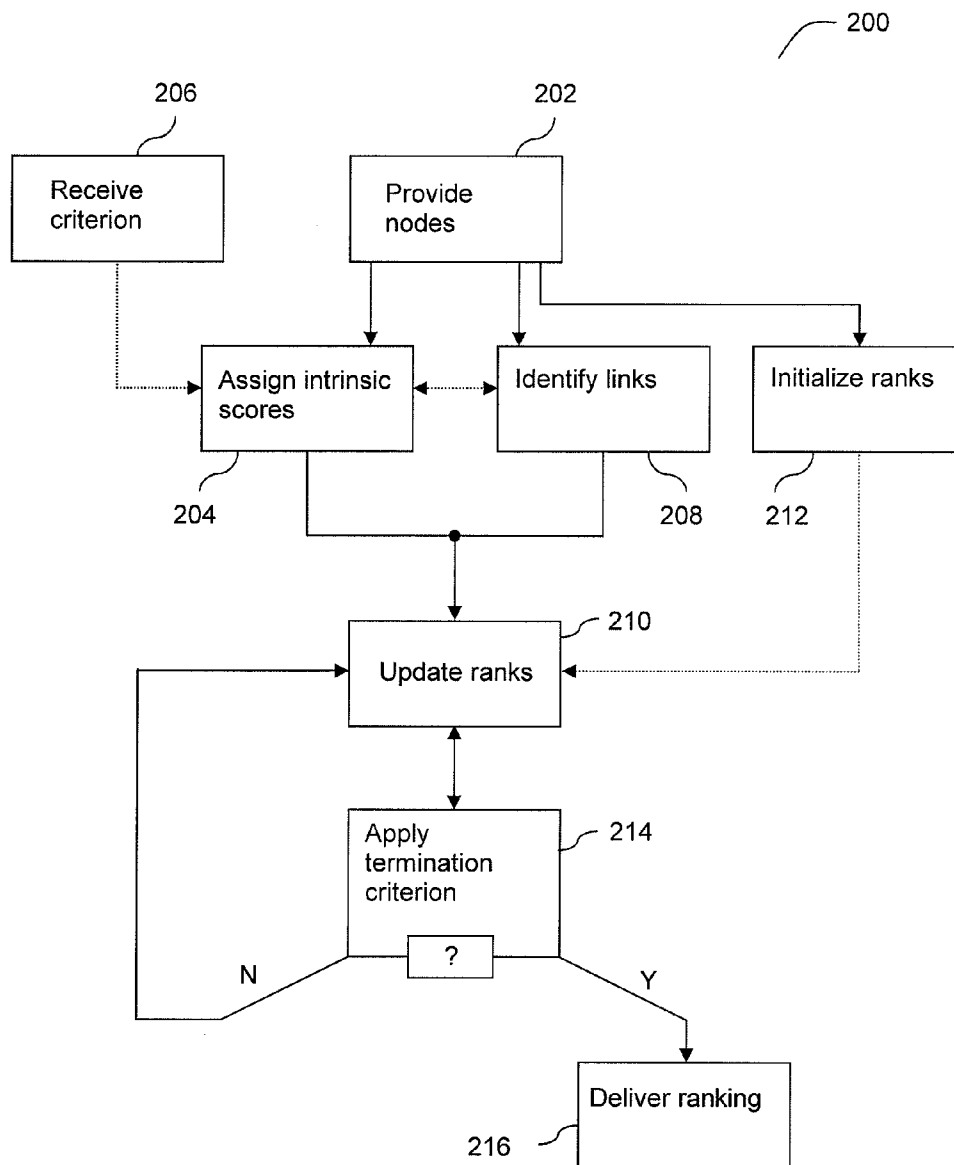 200
206
202
Receive
criterion
Provide
nodes
Assign intrinsic
scores
Identify links
Initialize ranks
204
208
212
210
Update ranks
Apply
termination
criterion
214
?
N
Y
Deliver ranking
216